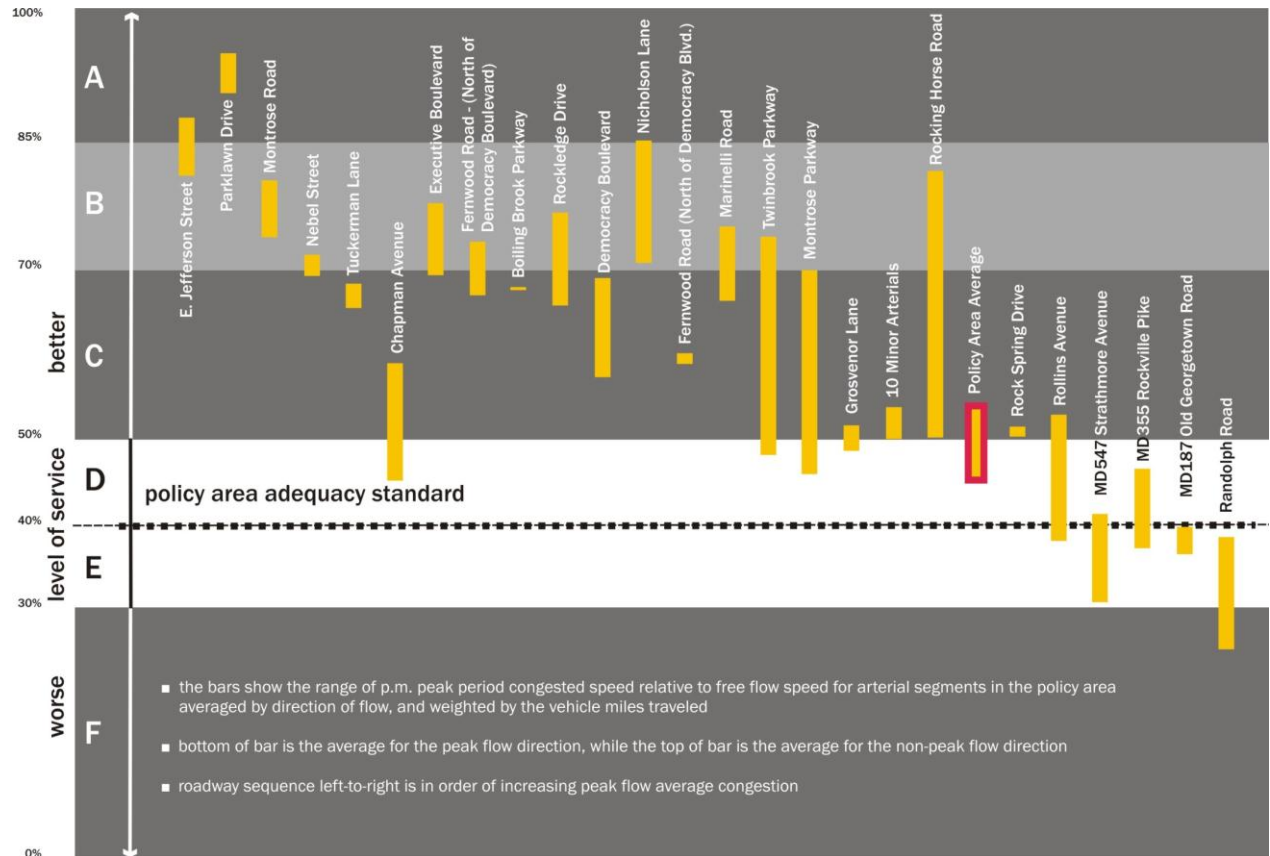 100%
85%
70%
50%
40%
30%
0%
better
level of service
worse
A
B
C
D
E
F
E. Jefferson Street
Parklawn Drive
Montrose Road
Nebel Street
Tuckerman Lane
Chapman Avenue
Executive Boulevard
Fernwood Road - (North of
Democracy Boulevard)
Boiling Brook Parkway
Rockledge Drive
Democracy Boulevard
Nicholson Lane
Fernwood Road (North of Democracy Blvd.)
Marinelli Road
Twinbrook Parkway
Montrose Parkway
Grosvenor Lane
10 Minor Arterials
Rocking Horse Road
Policy Area Average
Rock Spring Drive
Rollins Avenue
MD547 Strathmore Avenue
MD355 Rockville Pike
MD187 Old Georgetown Road
Randolph Road
policy area adequacy standard
■ the bars show the range of p.m. peak period congested speed relative to free flow speed for arterial segments in the policy area
averaged by direction of flow, and weighted by the vehicle miles traveled
■ bottom of bar is the average for the peak flow direction, while the top of bar is the average for the non-peak flow direction
■ roadway sequence left-to-right is in order of increasing peak flow average congestion